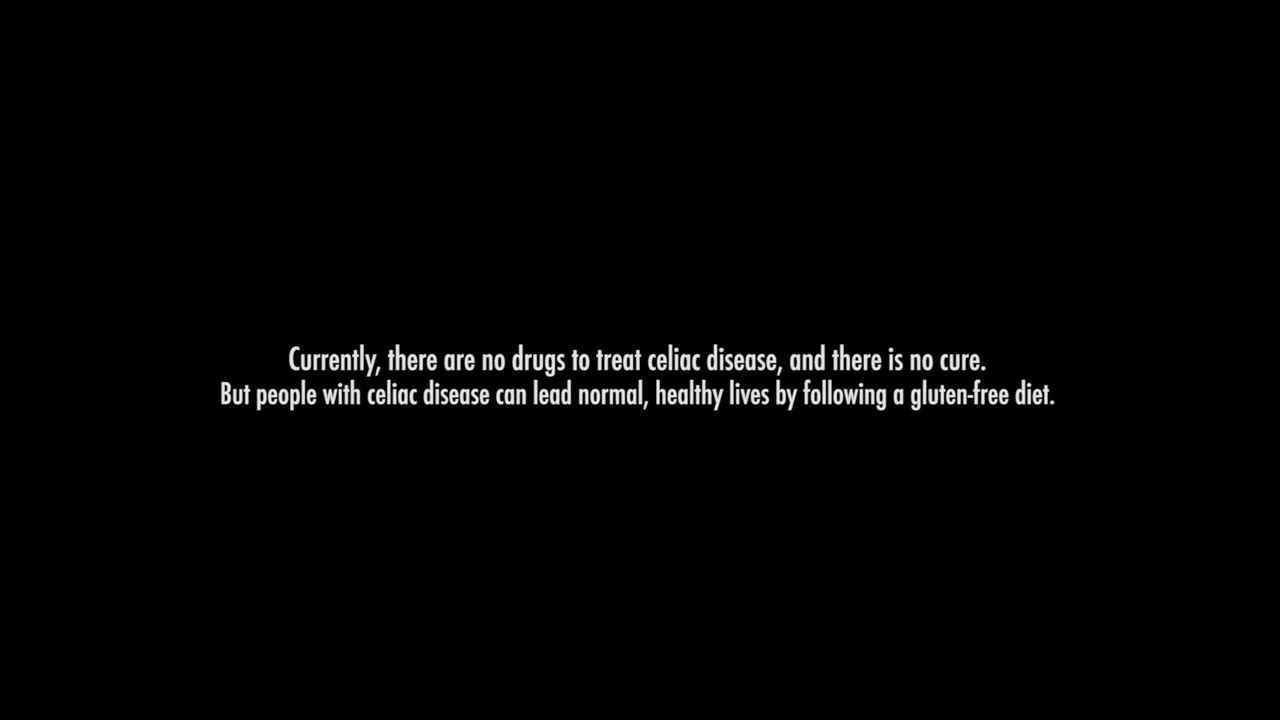 Currently, there are no drugs to treat celiac disease, and there is no cure.
But people with celiac disease can lead normal, healthy lives by following a gluten-free diet.